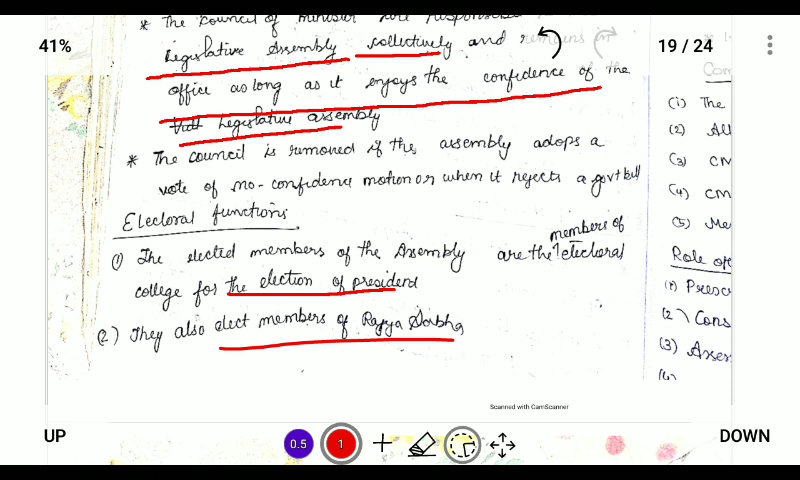 * The council of minister are responsible
Legislative Assembly collectively and remains in
office as long as it enjoys the confidence of the
Legislative assembly
* The council is removed if the assembly adops a
vote of no-confidence motion or when it rejects a govt bill
Electoral functions
(1) The elected members of the Assembly are the members of electoral
college for the election of president
(2) They also elect members of Rajya Sabha
Scanned with CamScanner
(1) The
(2) All
(3) CM
(4) CM
(5) Me
Role of
(1) Presc
(2) Cons
(3) Assen
41%
19 / 24
UP
0.5
1
DOWN